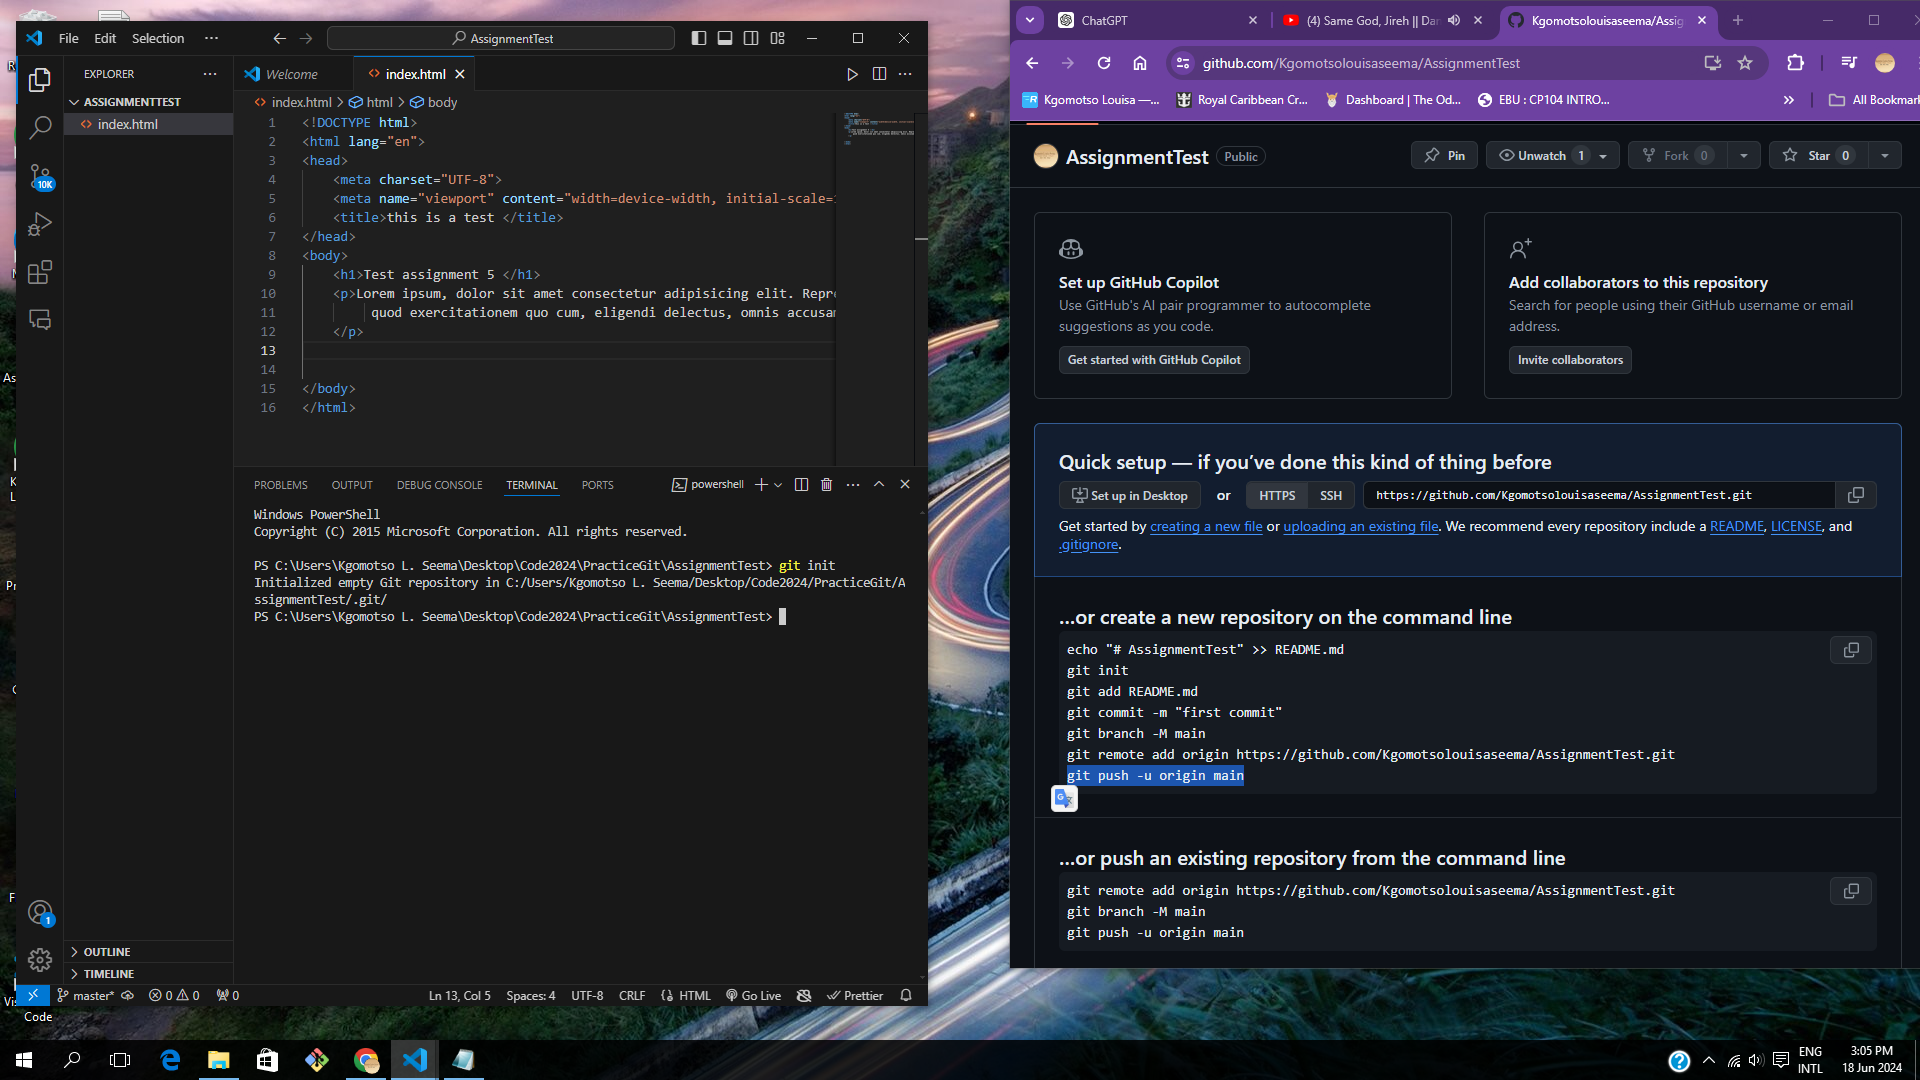 File Edit Selection ···
AssignmentTest
EXPLORER
ASSIGNMENTTEST
index.html
Welcome
index.html
index.html > html > body
1 <!DOCTYPE html>
2 <html lang="en">
3 <head>
4 <meta charset="UTF-8">
5 <meta name="viewport" content="width=device-width, initial-scale=
6 <title>this is a test </title>
7 </head>
8 <body>
9 <h1>Test assignment 5 </h1>
10 <p>Lorem ipsum, dolor sit amet consectetur adipisicing elit. Repr
11 quod exercitationem quo cum, eligendi delectus, omnis accusa
12 </p>
13
14
15 </body>
16 </html>
10K
PROBLEMS OUTPUT DEBUG CONSOLE TERMINAL PORTS
powershell
Windows PowerShell
Copyright (C) 2015 Microsoft Corporation. All rights reserved.
PS C:\Users\Kgomotso L. Seema\Desktop\Code2024\PracticeGit\AssignmentTest> git init
Initialized empty Git repository in C:/Users/Kgomotso L. Seema/Desktop/Code2024/PracticeGit/A
ssignmentTest/.git/
PS C:\Users\Kgomotso L. Seema\Desktop\Code2024\PracticeGit\AssignmentTest>
1
OUTLINE
TIMELINE
master* 0 0 0
Ln 13, Col 5 Spaces: 4 UTF-8 CRLF HTML Go Live Prettier
Code
ChatGPT
(4) Same God, Jireh || Da
Kgomotsolouisaseema/Assig
github.com/Kgomotsolouisaseema/AssignmentTest
Kgomotso Louisa —...
Royal Caribbean Cr...
Dashboard | The Od...
EBU : CP104 INTRO...
All Bookmar
AssignmentTest
Public
Pin
Unwatch 1
Fork 0
Star 0
Set up GitHub Copilot
Use GitHub's AI pair programmer to autocomplete
suggestions as you code.
Get started with GitHub Copilot
Add collaborators to this repository
Search for people using their GitHub username or email
address.
Invite collaborators
Quick setup — if you've done this kind of thing before
Set up in Desktop or HTTPS SSH https://github.com/Kgomotsolouisaseema/AssignmentTest.git
Get started by creating a new file or uploading an existing file. We recommend every repository include a README, LICENSE, and
.gitignore.
...or create a new repository on the command line
echo "# AssignmentTest" >> README.md
git init
git add README.md
git commit -m "first commit"
git branch -M main
git remote add origin https://github.com/Kgomotsolouisaseema/AssignmentTest.git
git push -u origin main
...or push an existing repository from the command line
git remote add origin https://github.com/Kgomotsolouisaseema/AssignmentTest.git
git branch -M main
git push -u origin main
ENG
INTL
3:05 PM
18 Jun 2024